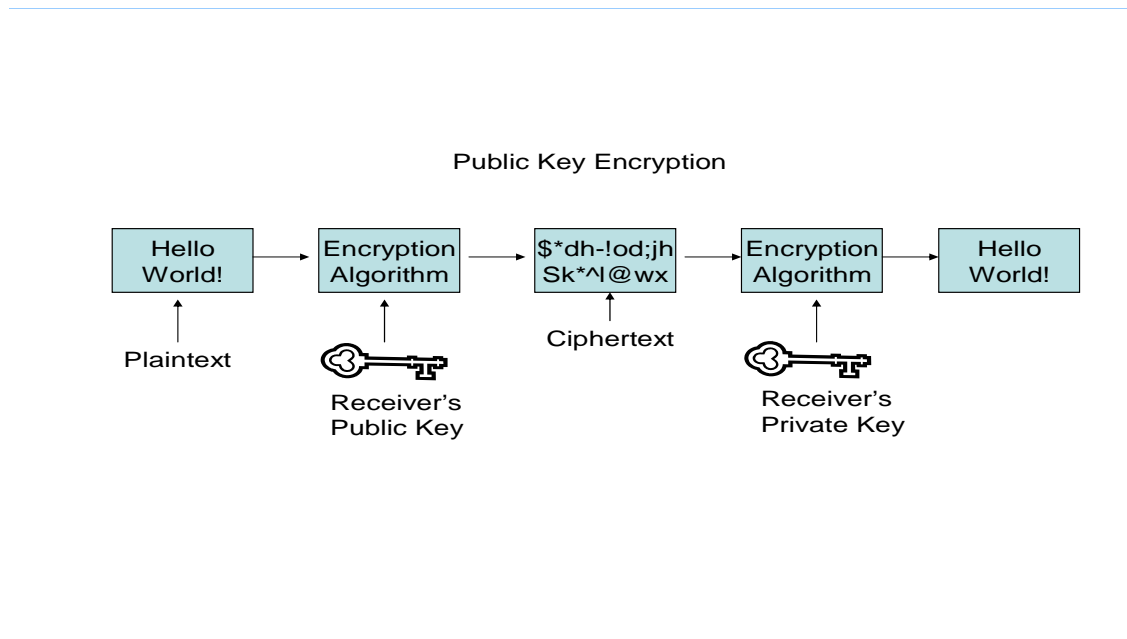 Public Key Encryption
Hello
World!
Encryption
Algorithm
$*dh-!od;jh
Sk*^l@wx
Encryption
Algorithm
Hello
World!
Plaintext
Ciphertext
Receiver’s
Public Key
Receiver’s
Private Key